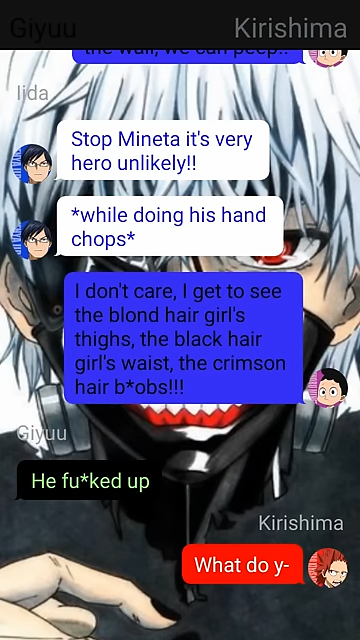 Giyuu
Kirishima
the wall, we can peep!!
Iida
Stop Mineta it's very
hero unlikely!!
*while doing his hand
chops*
I don't care, I get to see
the blond hair girl's
thighs, the black hair
girl's waist, the crimson
hair b*obs!!!
Giyuu
He fu*ked up
Kirishima
What do y-